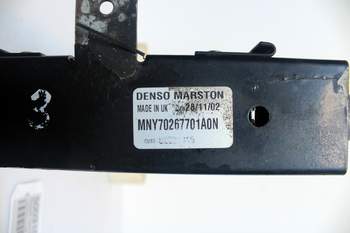 3
DENSO MARSTON
MADE IN UK 28/11/02
MNY70267701A0N